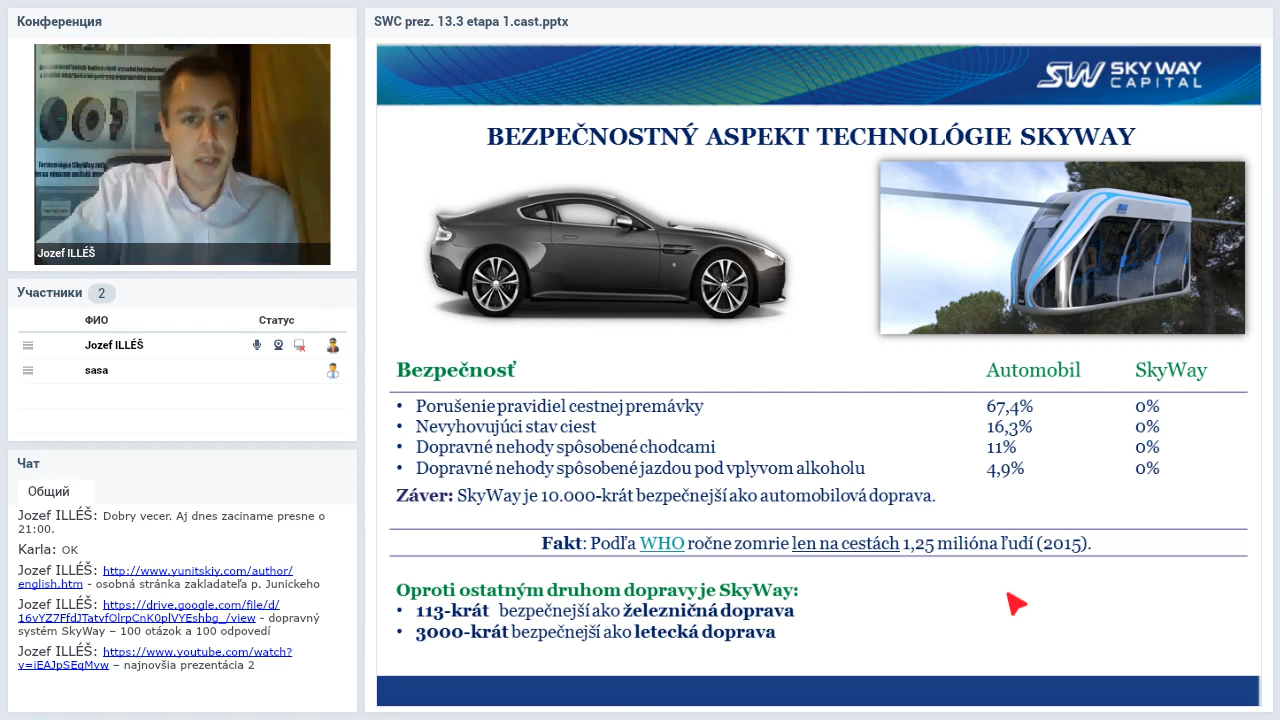 Конференция
Jozef ILLÉŠ
Участники 2
ФИО Статус
Jozef ILLÉŠ
sasa
Чат
Общий
Jozef ILLÉŠ: Dobry vecer. Aj dnes zaciname presne o
21:00.
Karla: OK
Jozef ILLÉŠ: http://www.yunitskiy.com/author/
english.htm - osobná stránka zakladateľa p. Junickeho
Jozef ILLÉŠ: https://drive.google.com/file/d/
16vYZ7FfdJTatvfOlrpCnK0plVYEshbg_/view - dopravný
systém SkyWay – 100 otázok a 100 odpovedí
Jozef ILLÉŠ: https://www.youtube.com/watch?
v=iEAJpSEqMvw – najnovšia prezentácia 2
SWC prez. 13.3 etapa 1.cast.pptx
SW SKY WAY
CAPITAL
BEZPEČNOSTNÝ ASPEKT TECHNOLÓGIE SKYWAY
Bezpečnosť Automobil SkyWay
• Porušenie pravidiel cestnej premávky 67,4% 0%
• Nevyhovujúci stav ciest 16,3% 0%
• Dopravné nehody spôsobené chodcami 11% 0%
• Dopravné nehody spôsobené jazdou pod vplyvom alkoholu 4,9% 0%
Záver: SkyWay je 10.000-krát bezpečnejší ako automobilová doprava.
Fakt: Podľa WHO ročne zomrie len na cestách 1,25 milióna ľudí (2015).
Oproti ostatným druhom dopravy je SkyWay:
• 113-krát bezpečnejší ako železničná doprava
• 3000-krát bezpečnejší ako letecká doprava